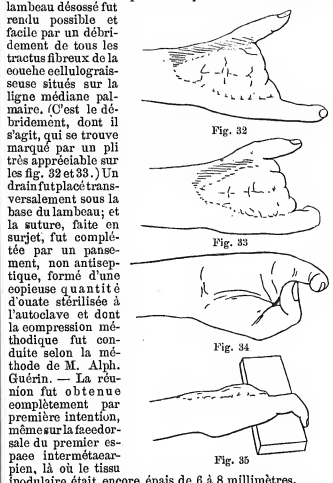 lambeau désossé fut
rendu possible et
facile par un débri-
dement de tous les
tractus fibreux de la
couche cellulograis-
seuse situés sur la
ligne médiane pal-
maire. (C'est le dé-
bridement, dont il
s'agit, qui se trouve
marqué par un pli
très appréciable sur
les fig. 32 et 33.) Un
drain fut placé trans-
versalement sous la
base du lambeau; et
la suture, faite en
surjet, fut complé-
tée par un panse-
ment, non antisep-
tique, formé d'une
copieuse quantité
d'ouate stérilisée à
l'autoclave et dont
la compression mé-
thodique fut con-
duite selon la mé-
thode de M. Alph.
Guérin. — La réu-
nion fut obtenue
complètement par
première intention,
même sur la face dor-
sale du premier es-
pace intermétacar-
pien, là où le tissu
inodulaire était encore épais de 6 à 8 millimètres.
Fig. 32
Fig. 33
Fig. 34
Fig. 35